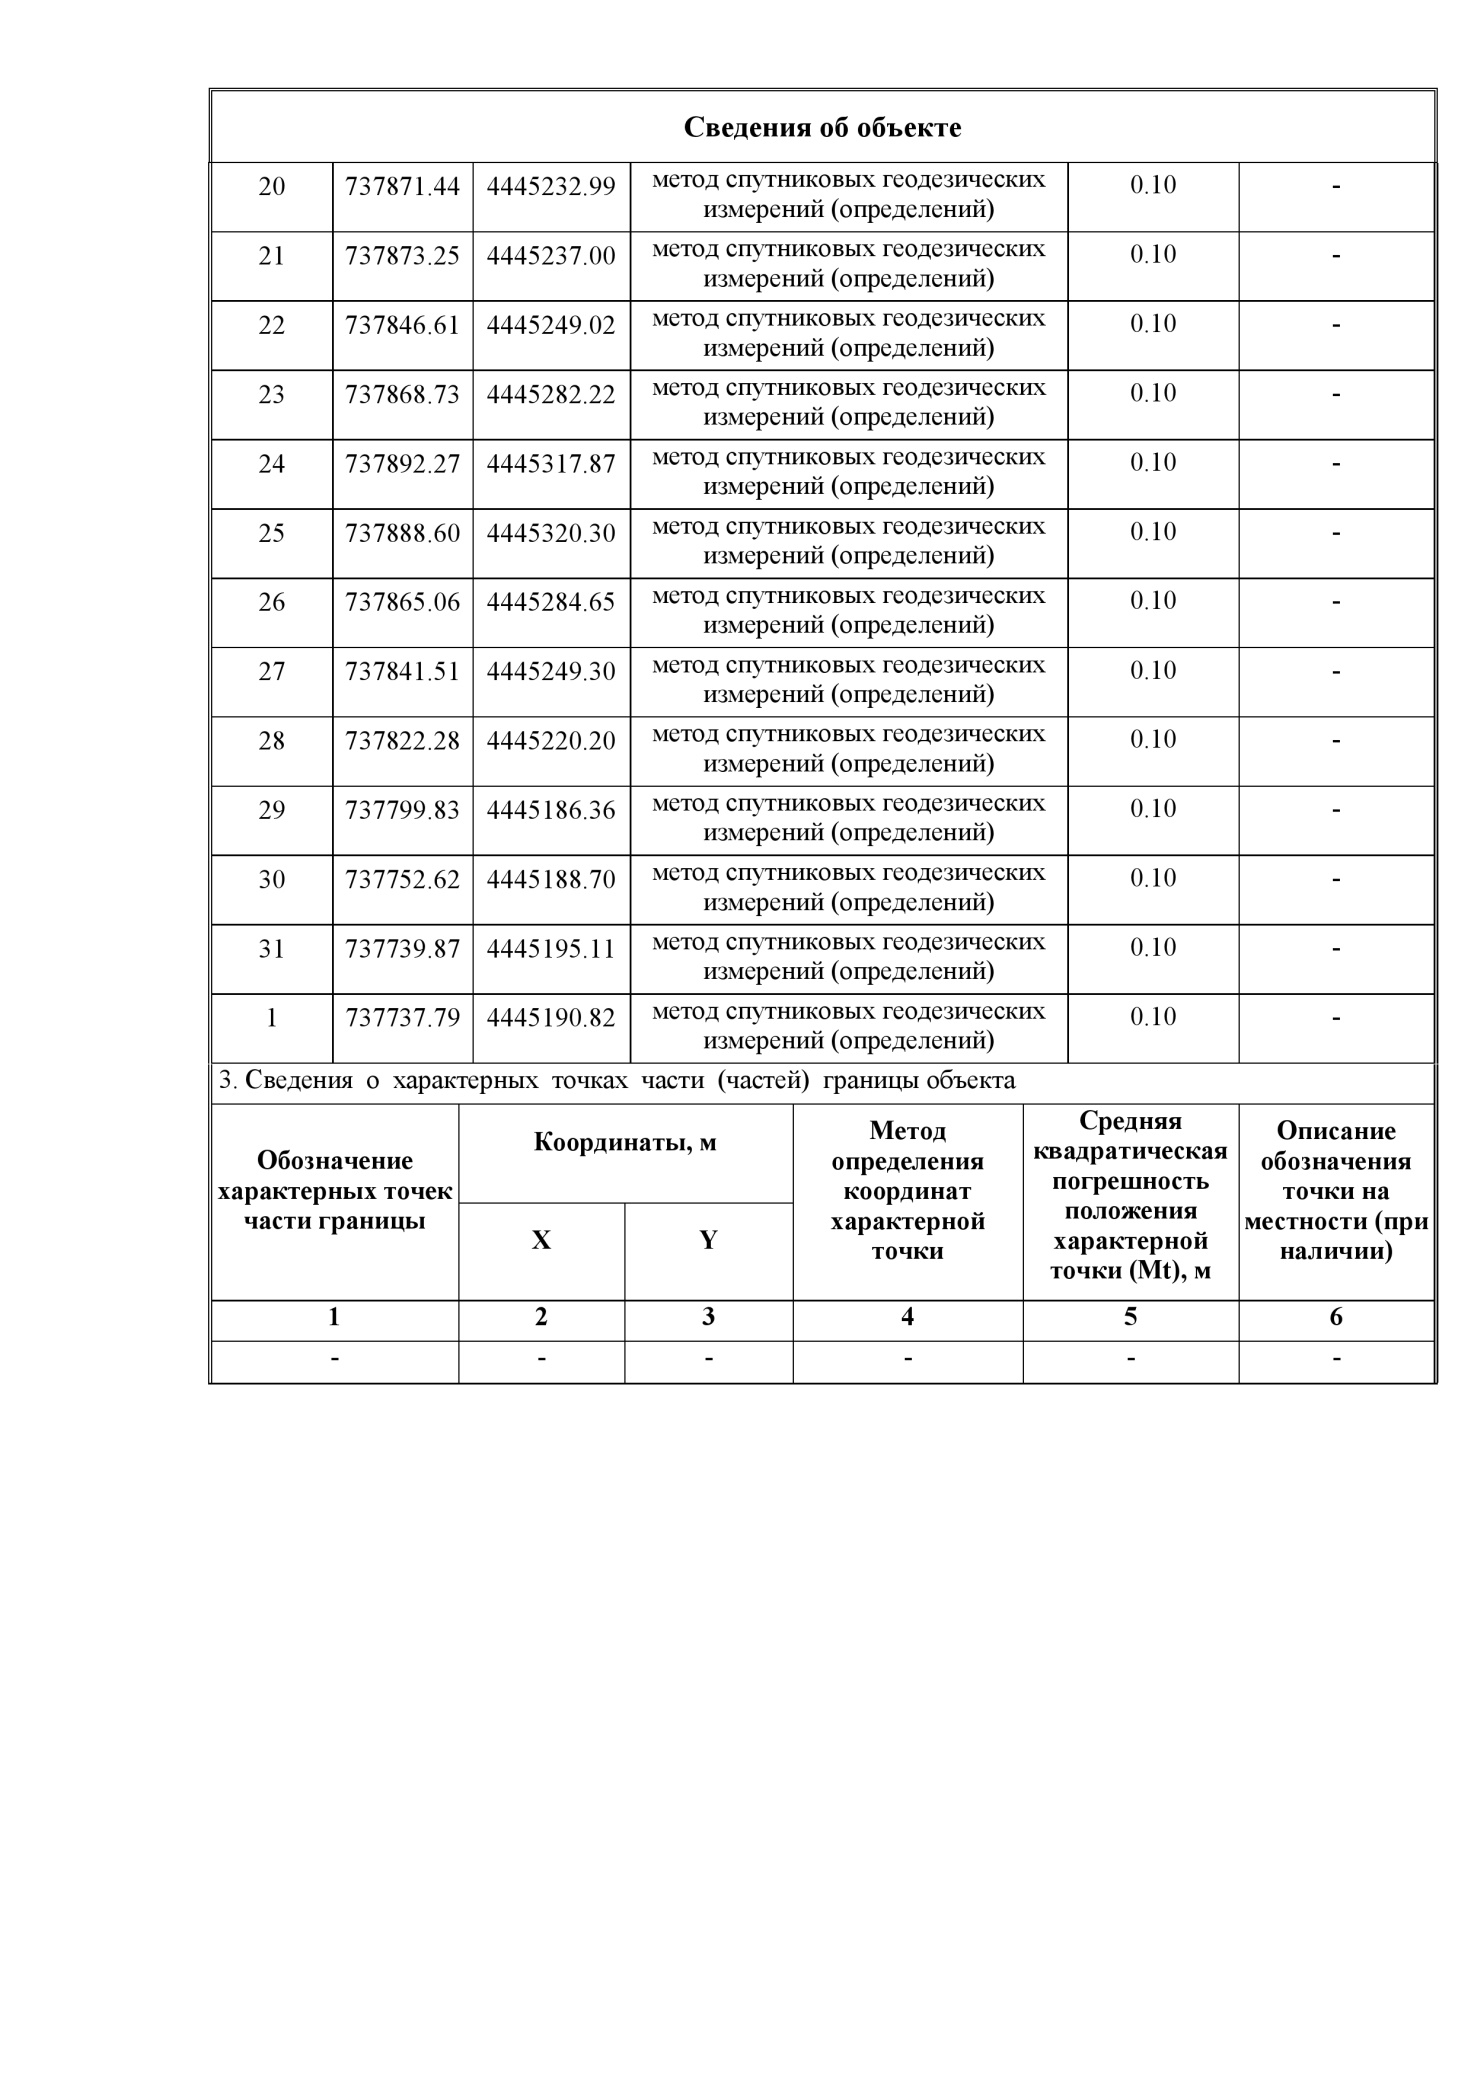 Сведения об объекте
20 737871.44 4445232.99 метод спутниковых геодезических измерений (определений) 0.10 -
21 737873.25 4445237.00 метод спутниковых геодезических измерений (определений) 0.10 -
22 737846.61 4445249.02 метод спутниковых геодезических измерений (определений) 0.10 -
23 737868.73 4445282.22 метод спутниковых геодезических измерений (определений) 0.10 -
24 737892.27 4445317.87 метод спутниковых геодезических измерений (определений) 0.10 -
25 737888.60 4445320.30 метод спутниковых геодезических измерений (определений) 0.10 -
26 737865.06 4445284.65 метод спутниковых геодезических измерений (определений) 0.10 -
27 737841.51 4445249.30 метод спутниковых геодезических измерений (определений) 0.10 -
28 737822.28 4445220.20 метод спутниковых геодезических измерений (определений) 0.10 -
29 737799.83 4445186.36 метод спутниковых геодезических измерений (определений) 0.10 -
30 737752.62 4445188.70 метод спутниковых геодезических измерений (определений) 0.10 -
31 737739.87 4445195.11 метод спутниковых геодезических измерений (определений) 0.10 -
1 737737.79 4445190.82 метод спутниковых геодезических измерений (определений) 0.10 -
3. Сведения о характерных точках части (частей) границы объекта
Обозначение
характерных точек
части границы
Координаты, м
X Y
Метод
определения
координат
характерной
точки
Средняя
квадратическая
погрешность
положения
характерной
точки (Mt), м
Описание
обозначения
точки на
местности (при
наличии)
1 2 3 4 5 6
- - - - - -